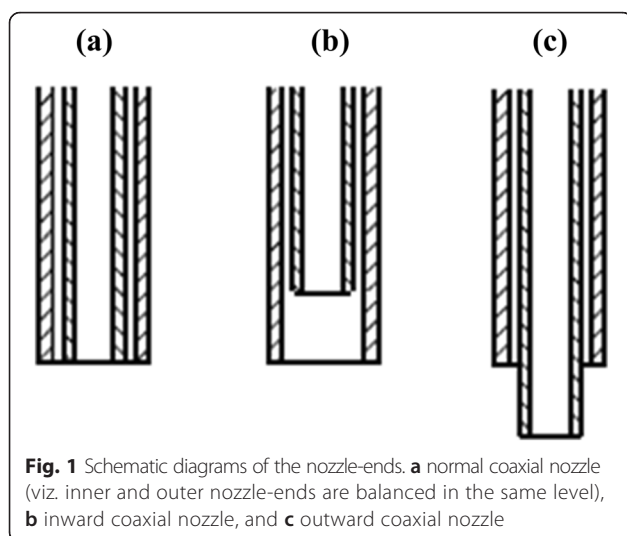 (a) (b) (c)
Fig. 1 Schematic diagrams of the nozzle-ends. a normal coaxial nozzle
(viz. inner and outer nozzle-ends are balanced in the same level),
b inward coaxial nozzle, and c outward coaxial nozzle